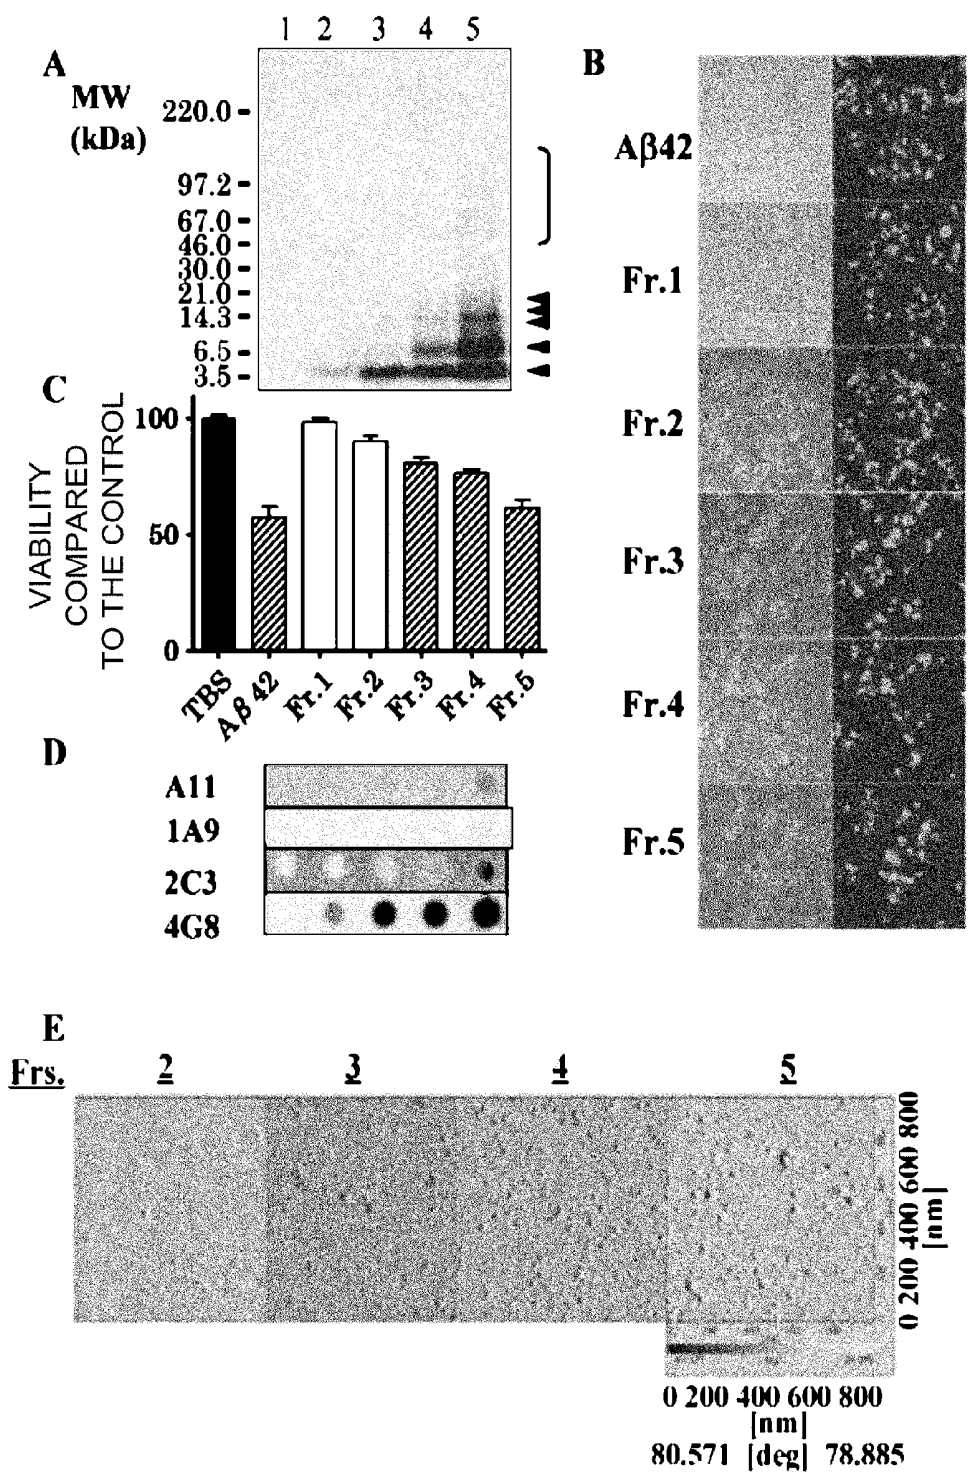 1 2 3 4 5
A
MW
(kDa)
220.0
97.2
67.0
46.0
30.0
21.0
14.3
6.5
3.5
B
Aβ42
Fr.1
Fr.2
Fr.3
Fr.4
Fr.5
C
VIABILITY
COMPARED
TO THE CONTROL
100
50
0
TBS
Aβ 42
Fr.1
Fr.2
Fr.3
Fr.4
Fr.5
D
A11
1A9
2C3
4G8
E
Frs. 2 3 4 5
0 200 400 600 800
[nm]
0 200 400 600 800
[nm]
80.571 [deg] 78.885